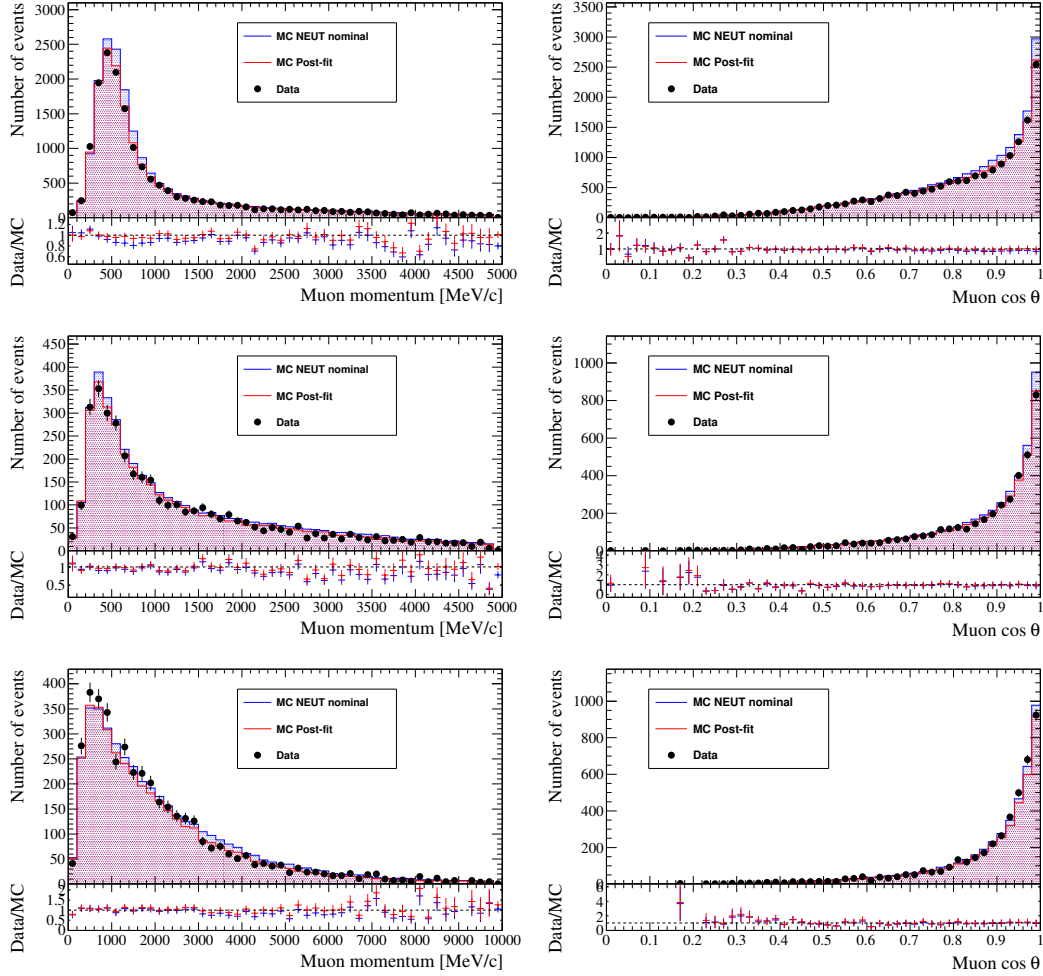 Number of events
3000
2500
2000
1500
1000
500
0
MC NEUT nominal
MC Post-fit
Data
Data/MC
1.2
1
0.8
0.6
0 500 1000 1500 2000 2500 3000 3500 4000 4500 5000
Muon momentum [MeV/c]
Number of events
3500
3000
2500
2000
1500
1000
500
0
MC NEUT nominal
MC Post-fit
Data
Data/MC
2
1
0 0.1 0.2 0.3 0.4 0.5 0.6 0.7 0.8 0.9 1
Muon cos θ
Number of events
450
400
350
300
250
200
150
100
50
0
MC NEUT nominal
MC Post-fit
Data
Data/MC
1
0.5
0 500 1000 1500 2000 2500 3000 3500 4000 4500 5000
Muon momentum [MeV/c]
Number of events
1000
800
600
400
200
0
MC NEUT nominal
MC Post-fit
Data
Data/MC
3
2
1
0
0 0.1 0.2 0.3 0.4 0.5 0.6 0.7 0.8 0.9 1
Muon cos θ
Number of events
400
350
300
250
200
150
100
50
0
MC NEUT nominal
MC Post-fit
Data
Data/MC
1.5
1
0.5
0
0 1000 2000 3000 4000 5000 6000 7000 8000 9000 10000
Muon momentum [MeV/c]
Number of events
1000
800
600
400
200
MC NEUT nominal
MC Post-fit
Data
Data/MC
4
2
0
0 0.1 0.2 0.3 0.4 0.5 0.6 0.7 0.8 0.9 1
Muon cos θ